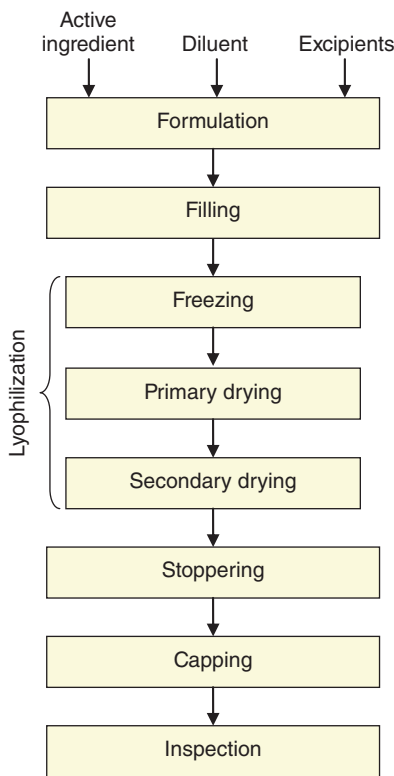 Active
ingredient
Diluent
Excipients
Formulation
Filling
Lyophilization
Freezing
Primary drying
Secondary drying
Stoppering
Capping
Inspection